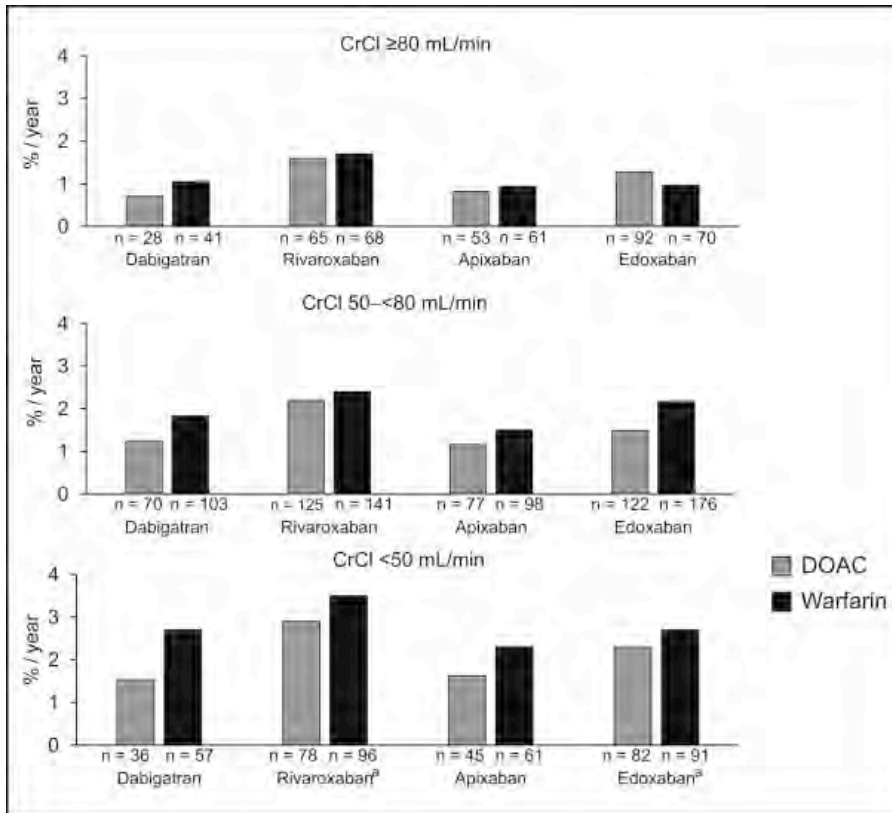 CrCl ≥80 mL/min
4
3
2
1
0
% / year
n = 28 n = 41 n = 65 n = 68 n = 53 n = 61 n = 92 n = 70
Dabigatran Rivaroxaban Apixaban Edoxaban
CrCl 50–<80 mL/min
4
3
2
1
0
% / year
n = 70 n = 103 n = 125 n = 141 n = 77 n = 98 n = 122 n = 176
Dabigatran Rivaroxaban Apixaban Edoxaban
CrCl <50 mL/min
4
3
2
1
0
% / year
DOAC
Warfarin
n = 36 n = 57 n = 78 n = 96 n = 45 n = 61 n = 82 n = 91
Dabigatran Rivaroxabanᵃ Apixaban Edoxabanᵃ